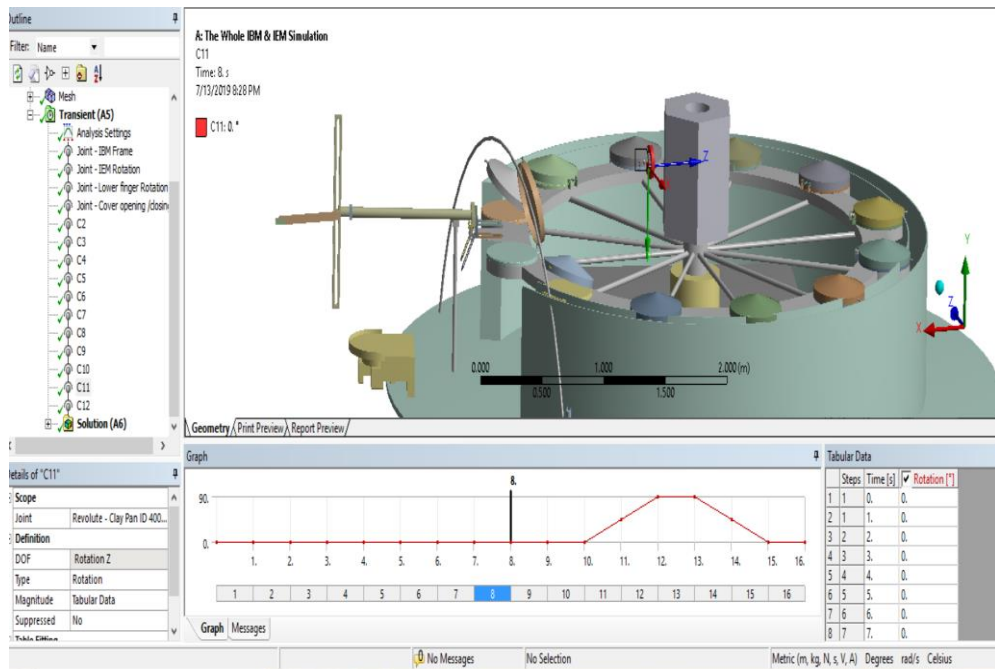 Outline
Filter: Name
Mesh
Transient (A5)
Analysis Settings
Joint - IBM Frame
Joint - IEM Rotation
Joint - Lower finger Rotation
Joint - Cover opening /closin
C2
C3
C4
C5
C6
C7
C8
C9
C10
C11
C12
Solution (A6)
Details of "C11"
Scope
Joint Revolute - Clay Pan ID 400...
Definition
DOF Rotation Z
Type Rotation
Magnitude Tabular Data
Suppressed No
A: The Whole IBM & IEM Simulation
C11
Time: 8. s
7/13/2019 8:28 PM
C11: 0. °
Z
Y
Z
X
0.000 1.000 2.000 (m)
0.500 1.500
Geometry Print Preview Report Preview
Graph
8.
90.
0.
1. 2. 3. 4. 5. 6. 7. 8. 9. 10. 11. 12. 13. 14. 15. 16.
1 2 3 4 5 6 7 8 9 10 11 12 13 14 15 16
Graph Messages
Tabular Data
Steps Time [s] Rotation [°]
1 1 0. 0.
2 1 1. 0.
3 2 2. 0.
4 3 3. 0.
5 4 4. 0.
6 5 5. 0.
7 6 6. 0.
8 7 7. 0.
0 No Messages No Selection Metric (m, kg, N, s, V, A) Degrees rad/s Celsius